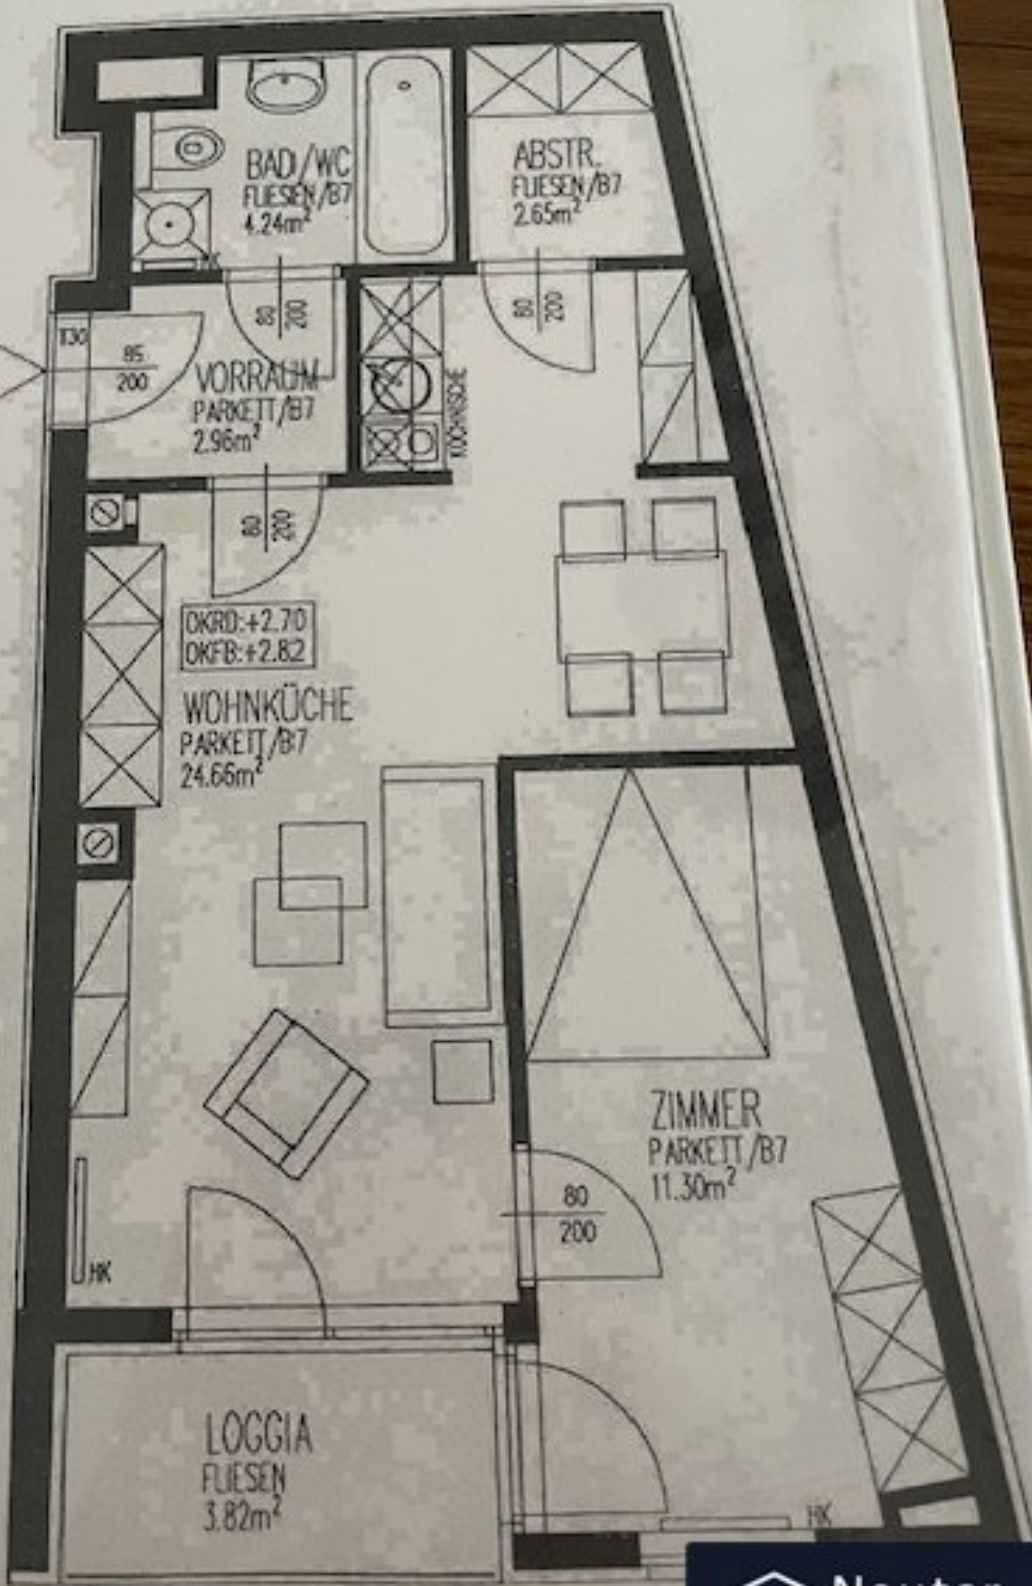 BAD/WC
FLIESEN/B7
4.24m²
ABSTR.
FLIESEN/B7
2.65m²
80
200
80
200
T30
85
200
VORRAUM
PARKETT/B7
2.96m²
KOCHNISCHE
80
200
OKRD:+2.70
OKFB:+2.82
WOHNKÜCHE
PARKETT/B7
24.66m²
ZIMMER
PARKETT/B7
11.30m²
80
200
HK
LOGGIA
FLIESEN
3.82m²
HK